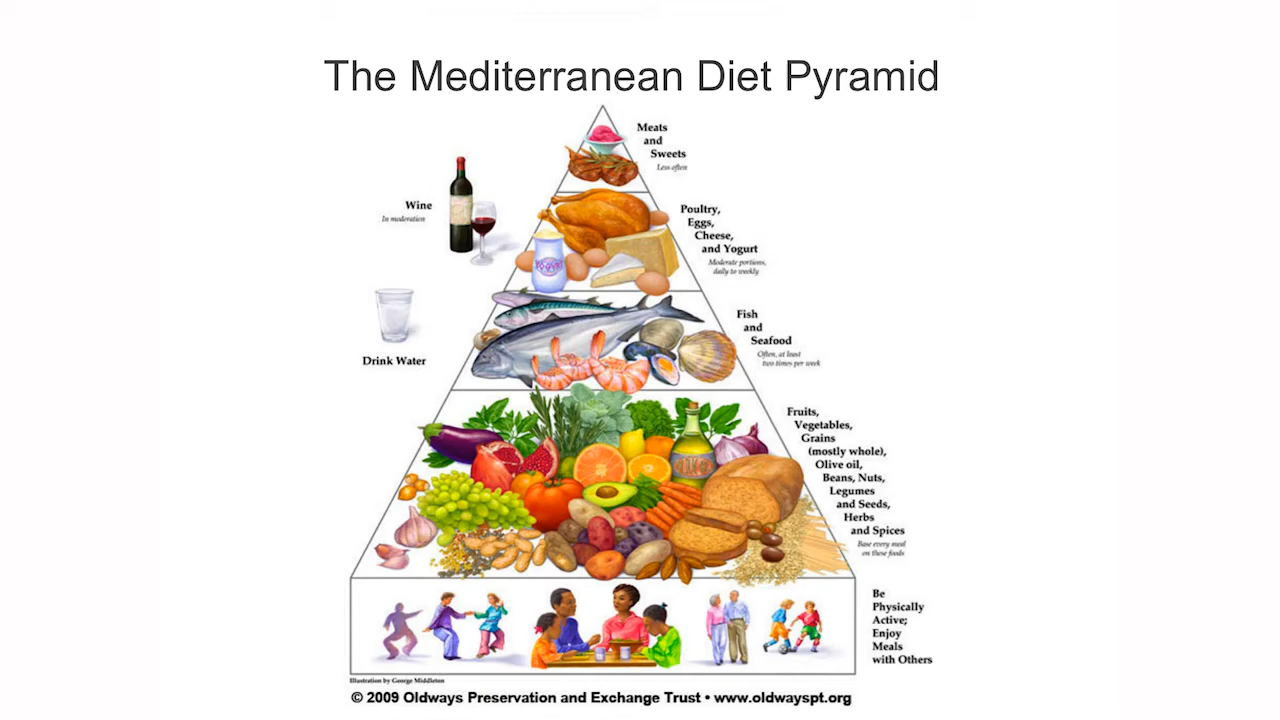 The Mediterranean Diet Pyramid
Meats
and
Sweets
Less often
Wine
In moderation
Poultry,
Eggs,
Cheese,
and Yogurt
Moderate portions,
daily to weekly
YOGURT
Drink Water
Fish
and
Seafood
Often, at least
two times per week
Fruits,
Vegetables,
Grains
(mostly whole),
Olive oil,
Beans, Nuts,
Legumes
and Seeds,
Herbs
and Spices
Base every meal
on these foods
Be
Physically
Active;
Enjoy
Meals
with Others
Illustration by George Middleton
© 2009 Oldways Preservation and Exchange Trust • www.oldwayspt.org